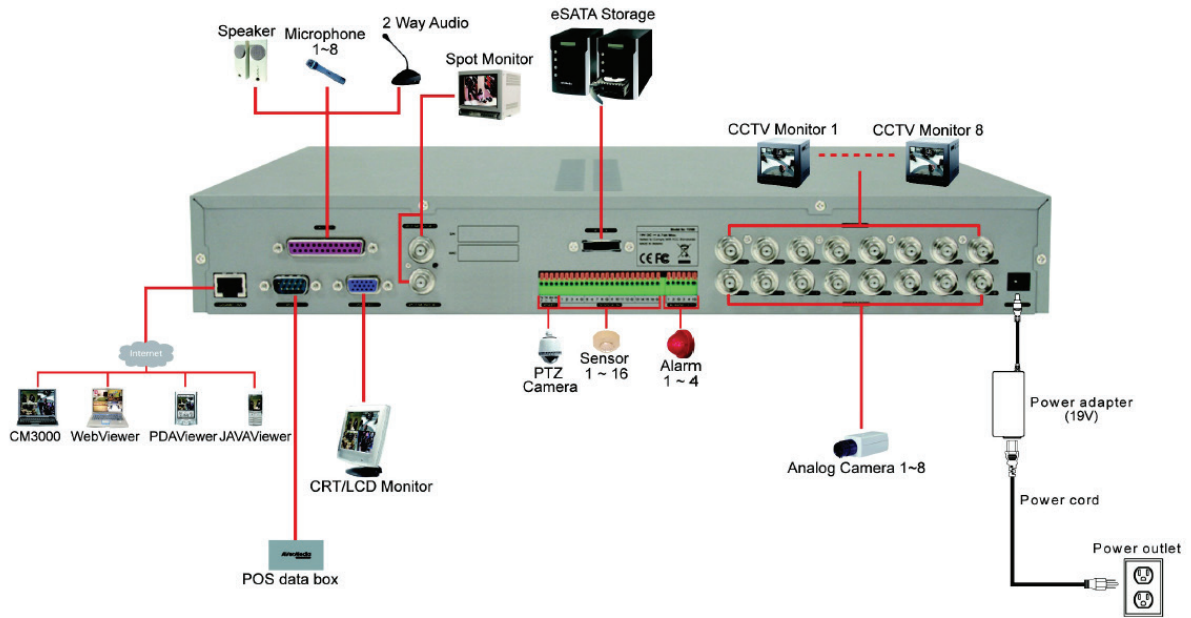 Speaker
Microphone
1~8
2 Way Audio
Spot Monitor
eSATA Storage
CCTV Monitor 1
CCTV Monitor 8
CE FC
Internet
CM3000
WebViewer
PDAViewer
JAVAViewer
CRT/LCD Monitor
POS data box
PTZ
Camera
Sensor
1 ~ 16
Alarm
1 ~ 4
Analog Camera 1~8
Power adapter
(19V)
Power cord
Power outlet